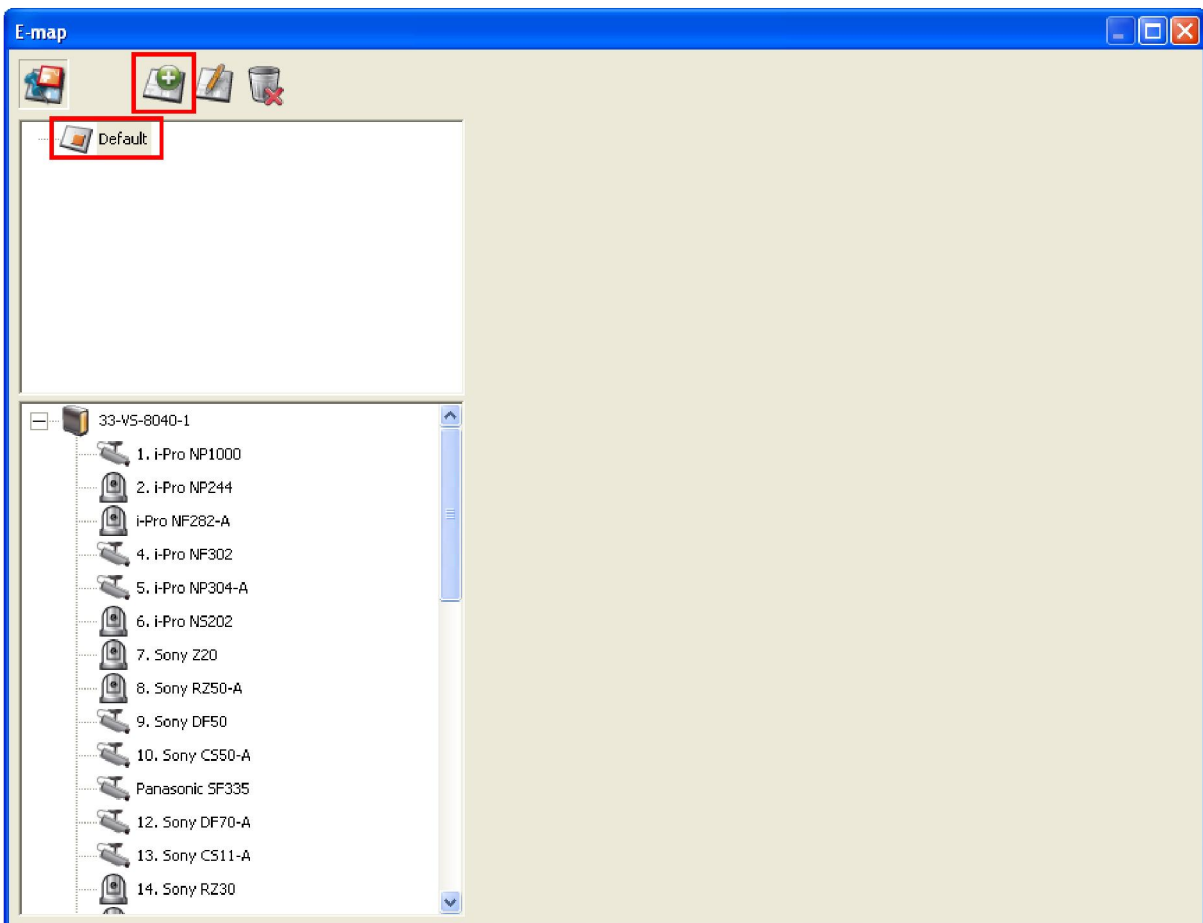 E-map
Default
33-VS-8040-1
1. i-Pro NP1000
2. i-Pro NP244
i-Pro NF282-A
4. i-Pro NF302
5. i-Pro NP304-A
6. i-Pro NS202
7. Sony Z20
8. Sony RZ50-A
9. Sony DF50
10. Sony CS50-A
Panasonic SF335
12. Sony DF70-A
13. Sony CS11-A
14. Sony RZ30